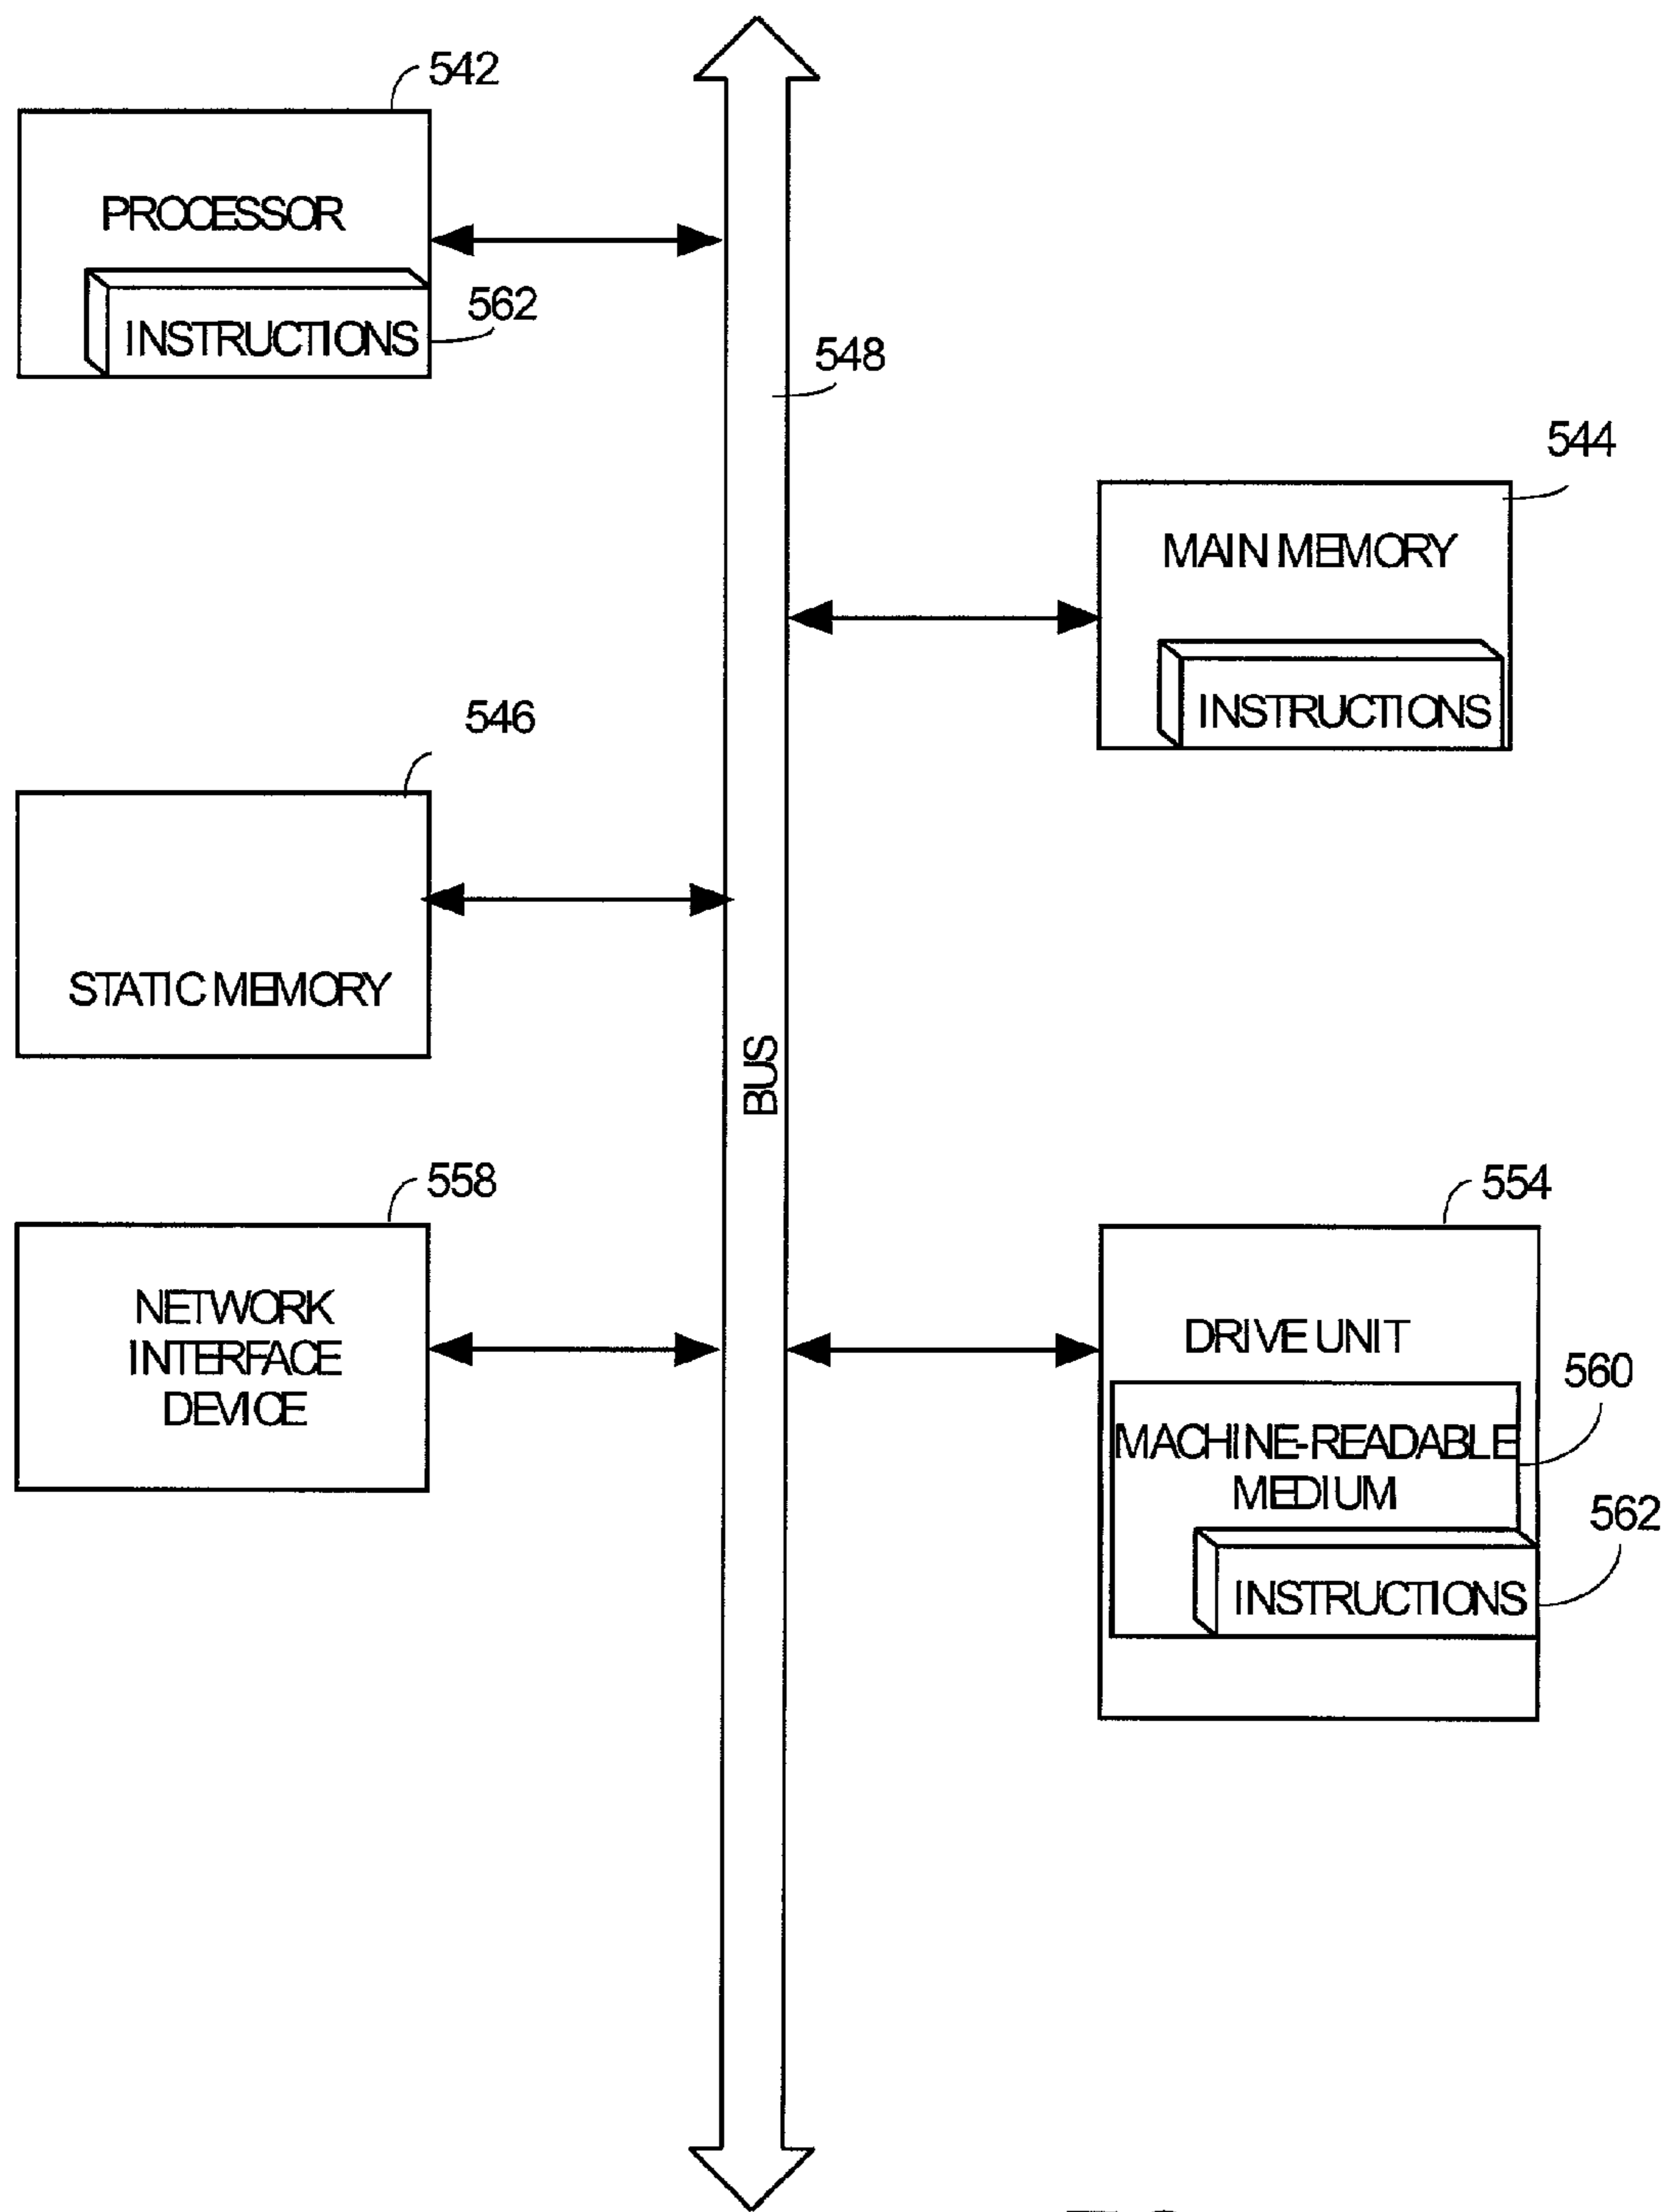 542
PROCESSOR
562
INSTRUCTIONS
548
544
MAIN MEMORY
INSTRUCTIONS
546
STATIC MEMORY
BUS
558
NETWORK
INTERFACE
DEVICE
554
DRIVE UNIT
560
MACHINE-READABLE
MEDIUM
562
INSTRUCTIONS